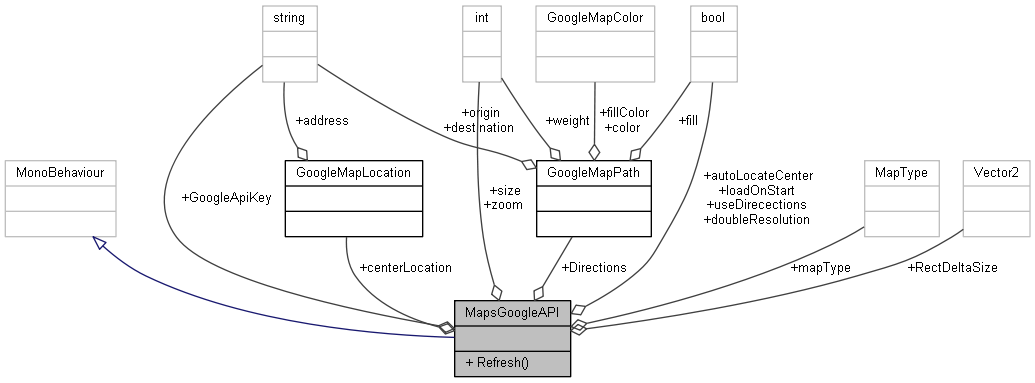 string
int
GoogleMapColor
bool
+address
+origin
+destination
+weight
+fillColor
+color
+fill
MonoBehaviour
GoogleMapLocation
GoogleMapPath
MapType
Vector2
+GoogleApiKey
+size
+zoom
+autoLocateCenter
+loadOnStart
+useDirecections
+doubleResolution
+centerLocation
+Directions
+mapType
+RectDeltaSize
MapsGoogleAPI
+ Refresh()